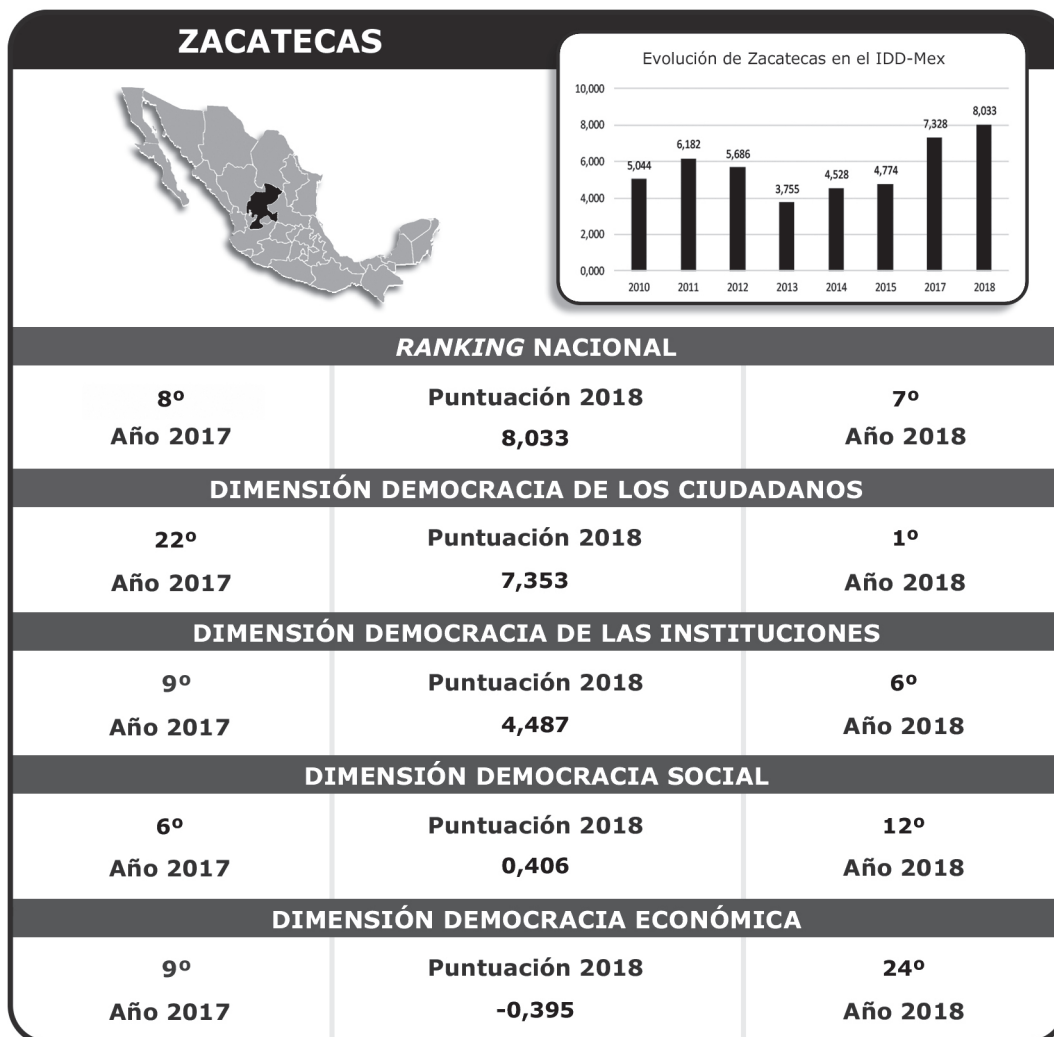 ZACATECAS
Evolución de Zacatecas en el IDD-Mex
10,000
8,000
6,000
4,000
2,000
0,000
5,044
6,182
5,686
3,755
4,528
4,774
7,328
8,033
2010 2011 2012 2013 2014 2015 2017 2018
RANKING NACIONAL
8º Puntuación 2018 7º
Año 2017 8,033 Año 2018
DIMENSIÓN DEMOCRACIA DE LOS CIUDADANOS
22º Puntuación 2018 1º
Año 2017 7,353 Año 2018
DIMENSIÓN DEMOCRACIA DE LAS INSTITUCIONES
9º Puntuación 2018 6º
Año 2017 4,487 Año 2018
DIMENSIÓN DEMOCRACIA SOCIAL
6º Puntuación 2018 12º
Año 2017 0,406 Año 2018
DIMENSIÓN DEMOCRACIA ECONÓMICA
9º Puntuación 2018 24º
Año 2017 -0,395 Año 2018